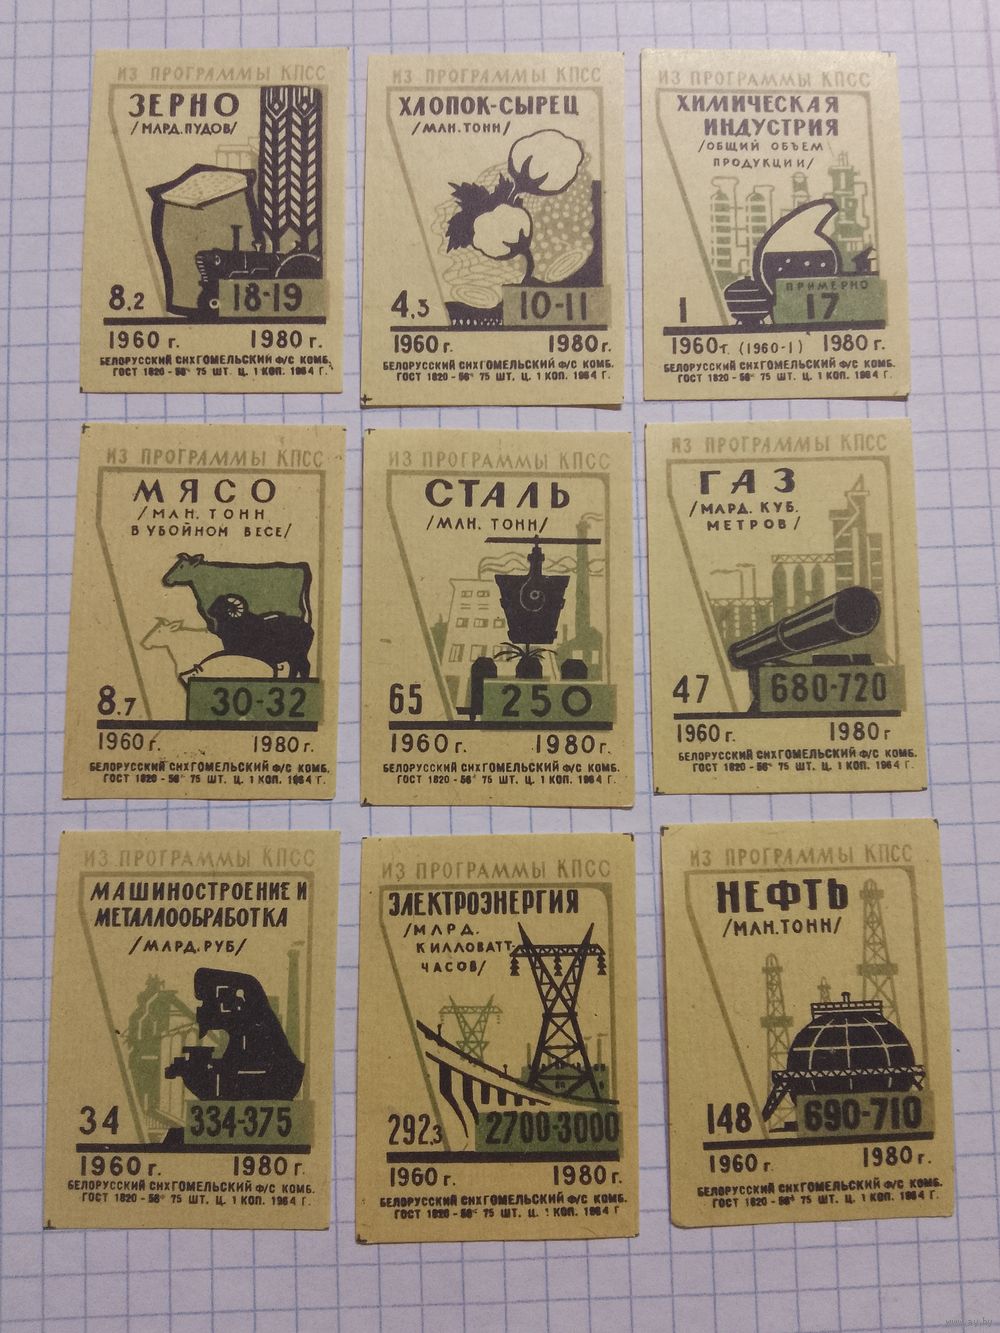 ИЗ ПРОГРАММЫ КПСС
ЗЕРНО
/МЛРД. ПУДОВ/
8.2
18-19
1960 г. 1980 г.
БЕЛОРУССКИЙ СНХ ГОМЕЛЬСКИЙ Ф/С КОМБ.
ГОСТ 1820-56 75 ШТ. Ц. 1 КОП. 1964 Г.
ИЗ ПРОГРАММЫ КПСС
ХЛОПОК-СЫРЕЦ
/МЛН. ТОНН/
4,3
10-11
1960 г. 1980 г.
БЕЛОРУССКИЙ СНХ ГОМЕЛЬСКИЙ Ф/С КОМБ.
ГОСТ 1820-56 75 ШТ. Ц. 1 КОП. 1964 Г.
ИЗ ПРОГРАММЫ КПСС
ХИМИЧЕСКАЯ
ИНДУСТРИЯ
/ОБЩИЙ ОБЪЕМ
ПРОДУКЦИИ/
ПРИМЕРНО
1
17
1960 г. (1960-1) 1980 г.
БЕЛОРУССКИЙ СНХ ГОМЕЛЬСКИЙ Ф/С КОМБ.
ГОСТ 1820-56 75 ШТ. Ц. 1 КОП. 1964 Г.
ИЗ ПРОГРАММЫ КПСС
МЯСО
/МЛН. ТОНН
В УБОЙНОМ ВЕСЕ/
8.7
30-32
1960 г. 1980 г.
БЕЛОРУССКИЙ СНХ ГОМЕЛЬСКИЙ Ф/С КОМБ.
ГОСТ 1820-56 75 ШТ. Ц. 1 КОП. 1964 Г.
ИЗ ПРОГРАММЫ КПСС
СТАЛЬ
/МЛН. ТОНН/
65
250
1960 г. 1980 г.
БЕЛОРУССКИЙ СНХ ГОМЕЛЬСКИЙ Ф/С КОМБ.
ГОСТ 1820-56 75 ШТ. Ц. 1 КОП. 1964 Г.
ИЗ ПРОГРАММЫ КПСС
ГАЗ
/МЛРД. КУБ.
МЕТРОВ/
47
680-720
1960 г. 1980 г.
БЕЛОРУССКИЙ СНХ ГОМЕЛЬСКИЙ Ф/С КОМБ.
ГОСТ 1820-56 75 ШТ. Ц. 1 КОП. 1964 Г.
ИЗ ПРОГРАММЫ КПСС
МАШИНОСТРОЕНИЕ И
МЕТАЛЛООБРАБОТКА
/МЛРД. РУБ/
34
334-375
1960 г. 1980 г.
БЕЛОРУССКИЙ СНХ ГОМЕЛЬСКИЙ Ф/С КОМБ.
ГОСТ 1820-56 75 ШТ. Ц. 1 КОП. 1964 Г.
ИЗ ПРОГРАММЫ КПСС
ЭЛЕКТРОЭНЕРГИЯ
/МЛРД.
КИЛЛОВАТТ-
ЧАСОВ/
292,3
2700-3000
1960 г. 1980 г.
БЕЛОРУССКИЙ СНХ ГОМЕЛЬСКИЙ Ф/С КОМБ.
ГОСТ 1820-56 75 ШТ. Ц. 1 КОП. 1964 Г.
ИЗ ПРОГРАММЫ КПСС
НЕФТЬ
/МЛН. ТОНН/
148
690-710
1960 г. 1980 г.
БЕЛОРУССКИЙ СНХ ГОМЕЛЬСКИЙ Ф/С КОМБ.
ГОСТ 1820-56 75 ШТ. Ц. 1 КОП. 1964 Г.
www.ay.by